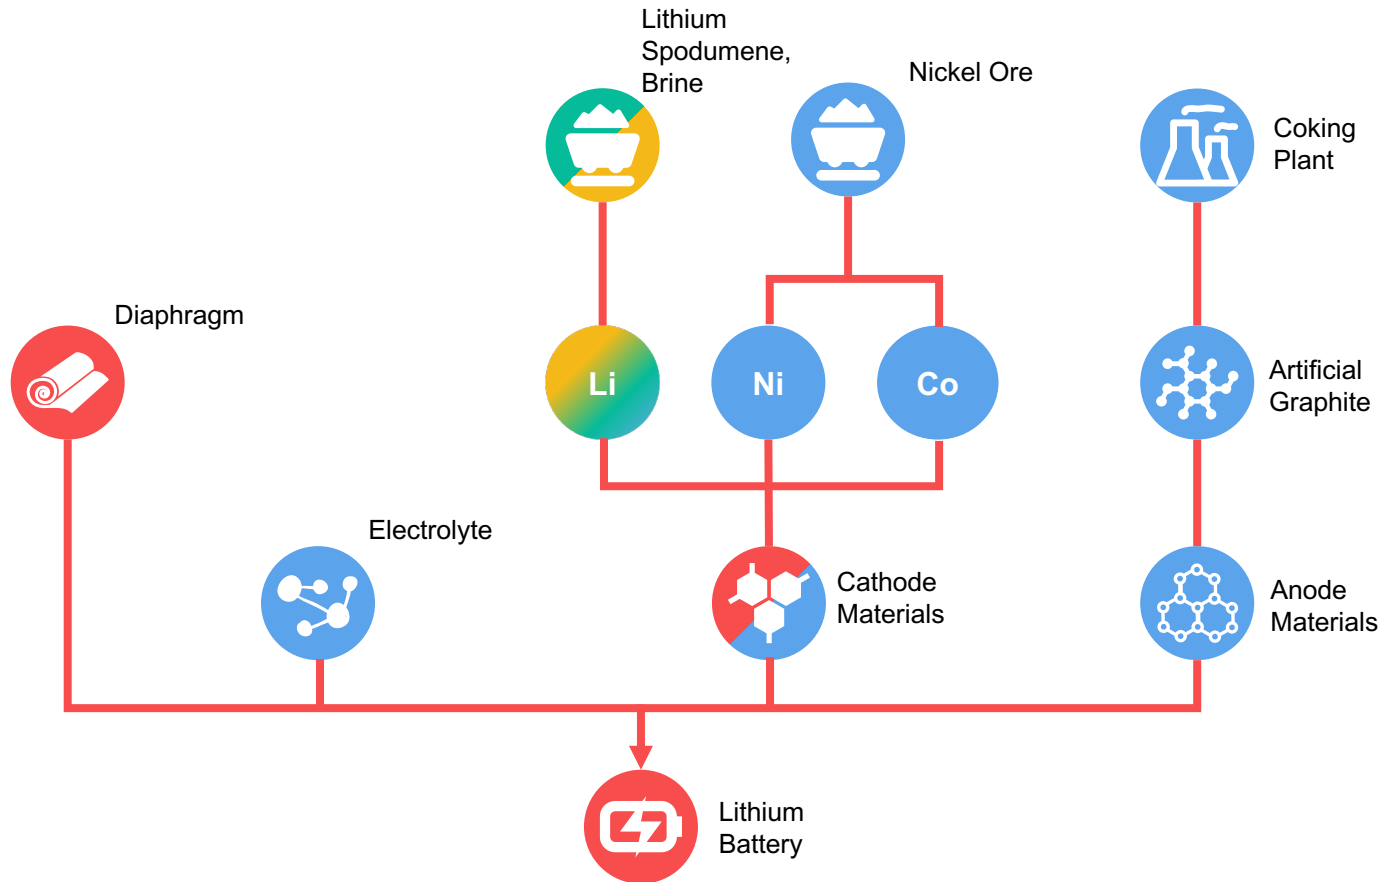 Lithium
Spodumene,
Brine
Nickel Ore
Coking
Plant
Diaphragm
Li
Ni
Co
Artificial
Graphite
Electrolyte
Cathode
Materials
Anode
Materials
Lithium
Battery